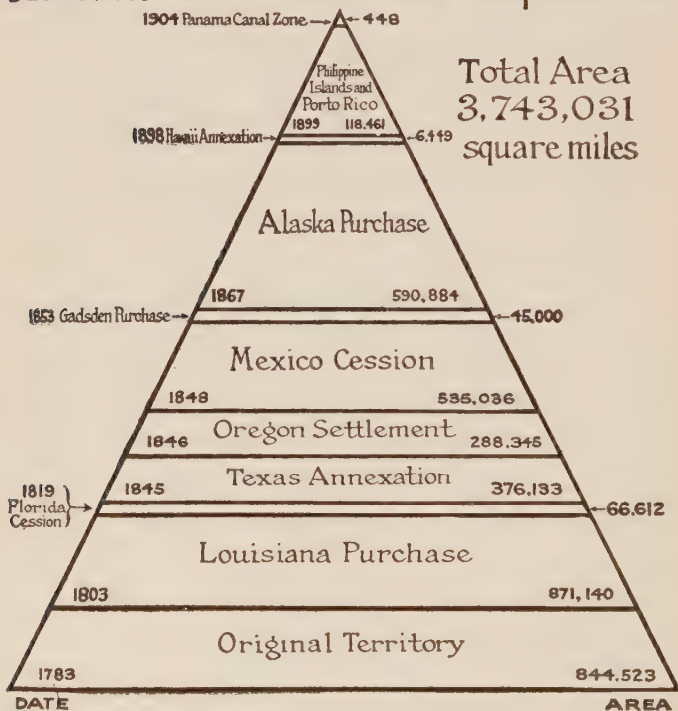 1904 Panama Canal Zone 448
Philippine
Islands and
Porto Rico
1899 118,461
Total Area
3,743,031
square miles
1898 Hawaii Annexation 6,449
Alaska Purchase
1867 590,884
1853 Gadsden Purchase 45,000
Mexico Cession
1848 535,036
Oregon Settlement
1846 288,345
Texas Annexation
1845 376,133
1819
Florida
Cession
66,612
Louisiana Purchase
1803 871,140
Original Territory
1783 844,523
DATE AREA